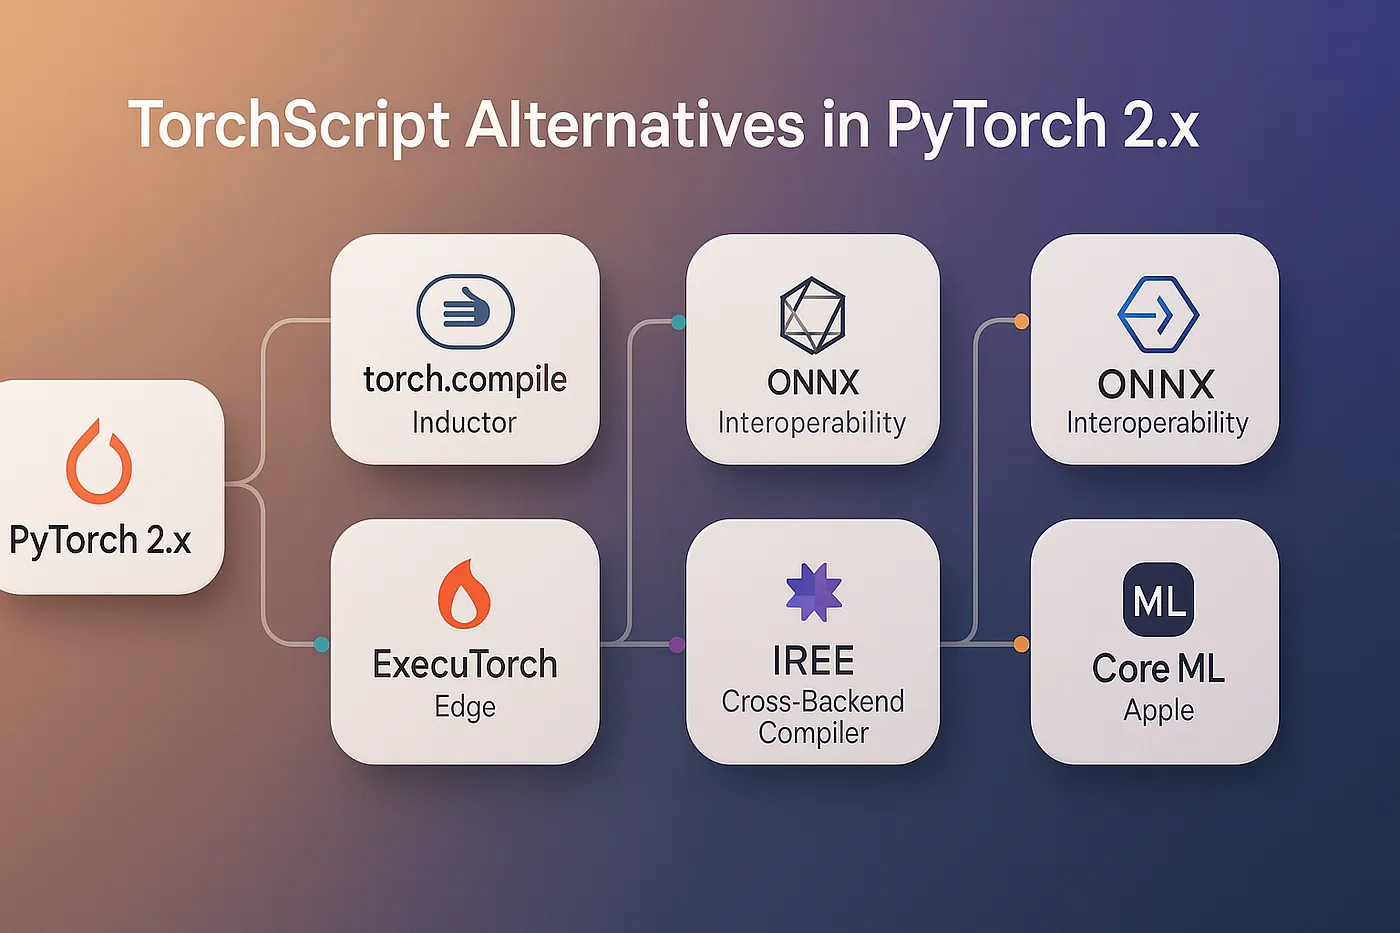 TorchScript Alternatives in PyTorch 2.x
PyTorch 2.x
torch.compile
Inductor
ONNX
Interoperability
ONNX
Interoperability
ExecuTorch
Edge
IREE
Cross-Backend
Compiler
ML
Core ML
Apple